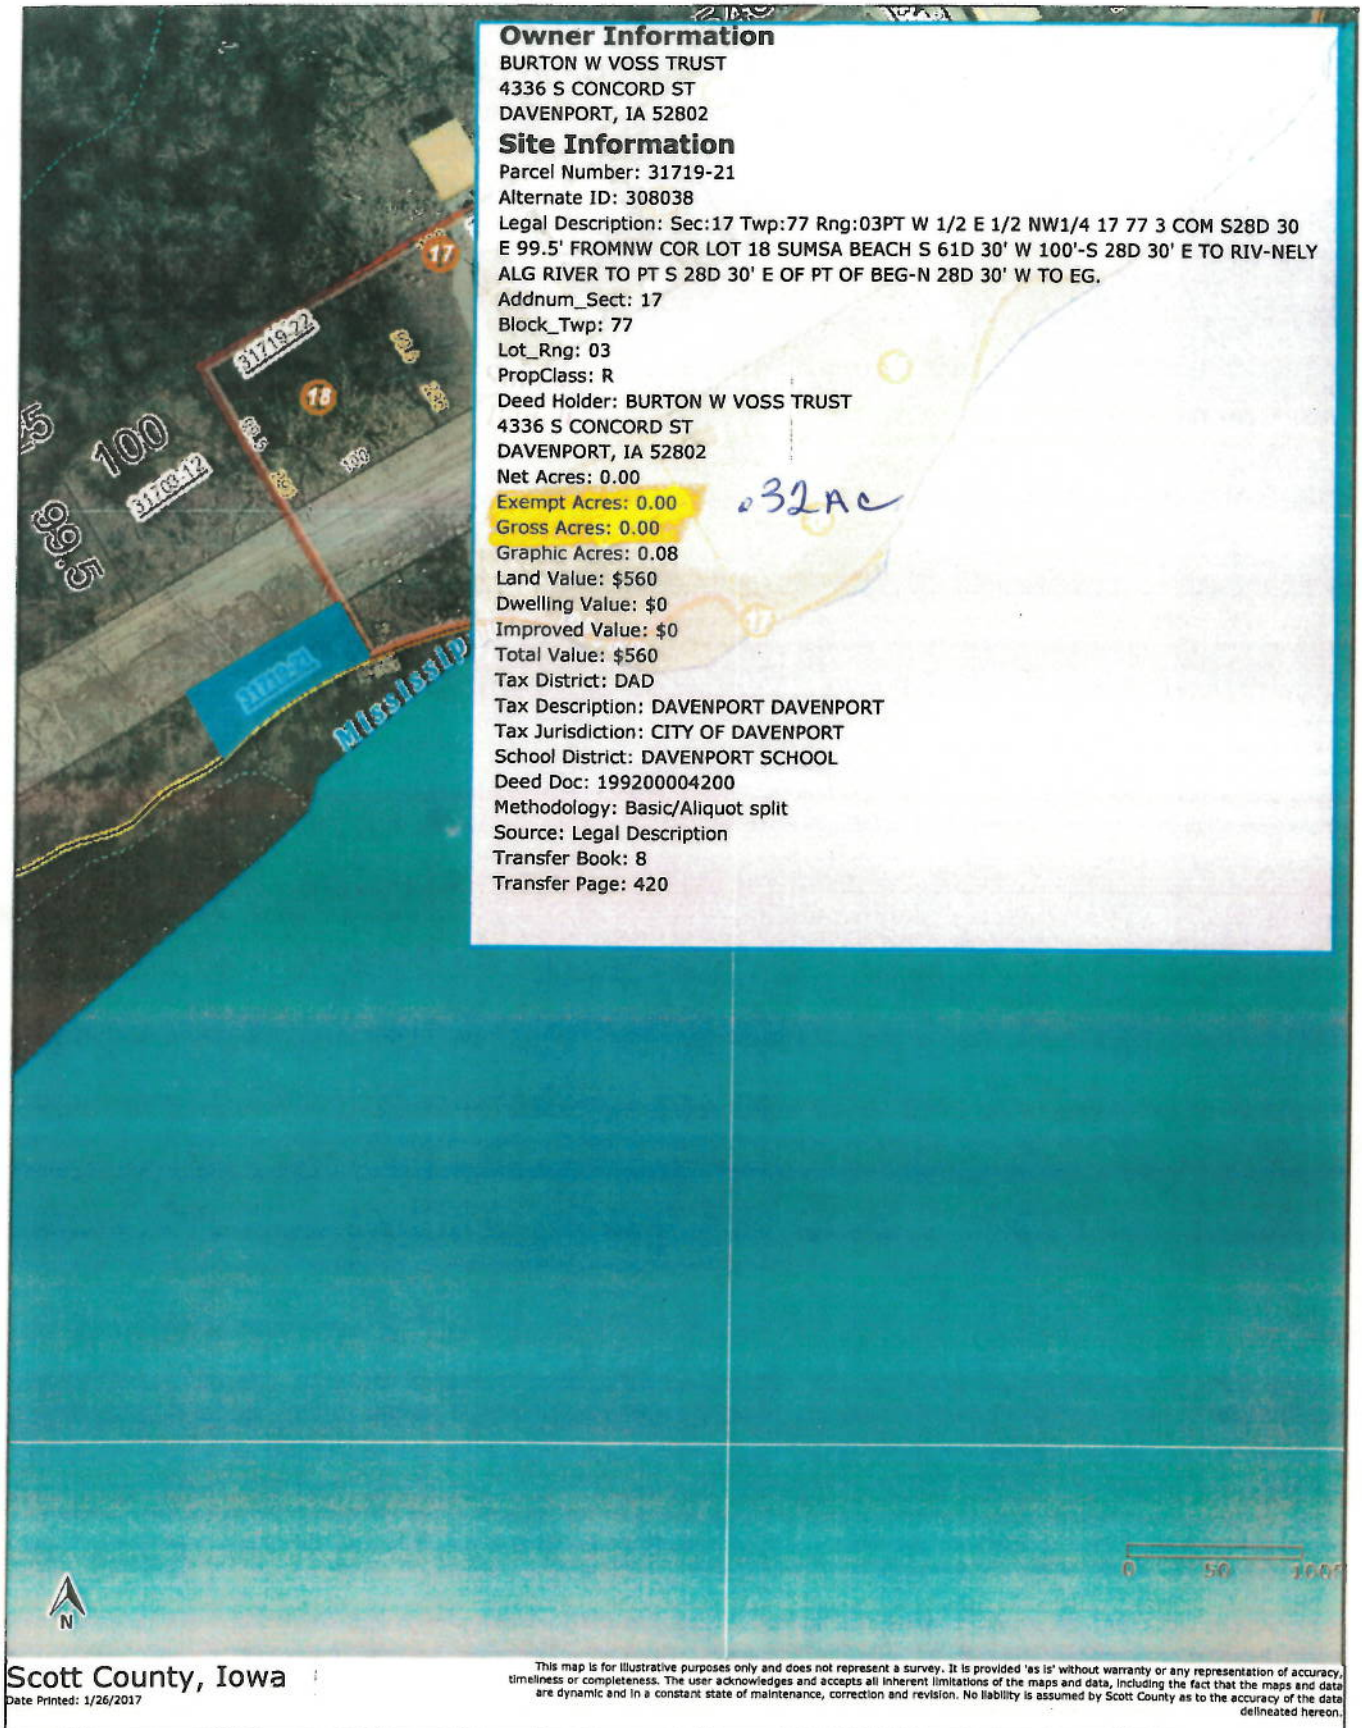 Owner Information
BURTON W VOSS TRUST
4336 S CONCORD ST
DAVENPORT, IA 52802
Site Information
Parcel Number: 31719-21
Alternate ID: 308038
Legal Description: Sec:17 Twp:77 Rng:03PT W 1/2 E 1/2 NW1/4 17 77 3 COM S28D 30
E 99.5' FROMNW COR LOT 18 SUMSA BEACH S 61D 30' W 100'-S 28D 30' E TO RIV-NELY
ALG RIVER TO PT S 28D 30' E OF PT OF BEG-N 28D 30' W TO EG.
Addnum_Sect: 17
Block_Twp: 77
Lot_Rng: 03
PropClass: R
Deed Holder: BURTON W VOSS TRUST
4336 S CONCORD ST
DAVENPORT, IA 52802
Net Acres: 0.00
Exempt Acres: 0.00
.32AC
Gross Acres: 0.00
Graphic Acres: 0.08
Land Value: $560
Dwelling Value: $0
Improved Value: $0
Total Value: $560
Tax District: DAD
Tax Description: DAVENPORT DAVENPORT
Tax Jurisdiction: CITY OF DAVENPORT
School District: DAVENPORT SCHOOL
Deed Doc: 199200004200
Methodology: Basic/Aliquot split
Source: Legal Description
Transfer Book: 8
Transfer Page: 420
17
31719-22
18
100
31703-12
99.5
99.5
100
31719-21
Mississip
17
0 50 100ft
N
Scott County, Iowa
Date Printed: 1/26/2017
This map is for illustrative purposes only and does not represent a survey. It is provided 'as is' without warranty or any representation of accuracy,
timeliness or completeness. The user acknowledges and accepts all inherent limitations of the maps and data, including the fact that the maps and data
are dynamic and in a constant state of maintenance, correction and revision. No liability is assumed by Scott County as to the accuracy of the data
delineated hereon.